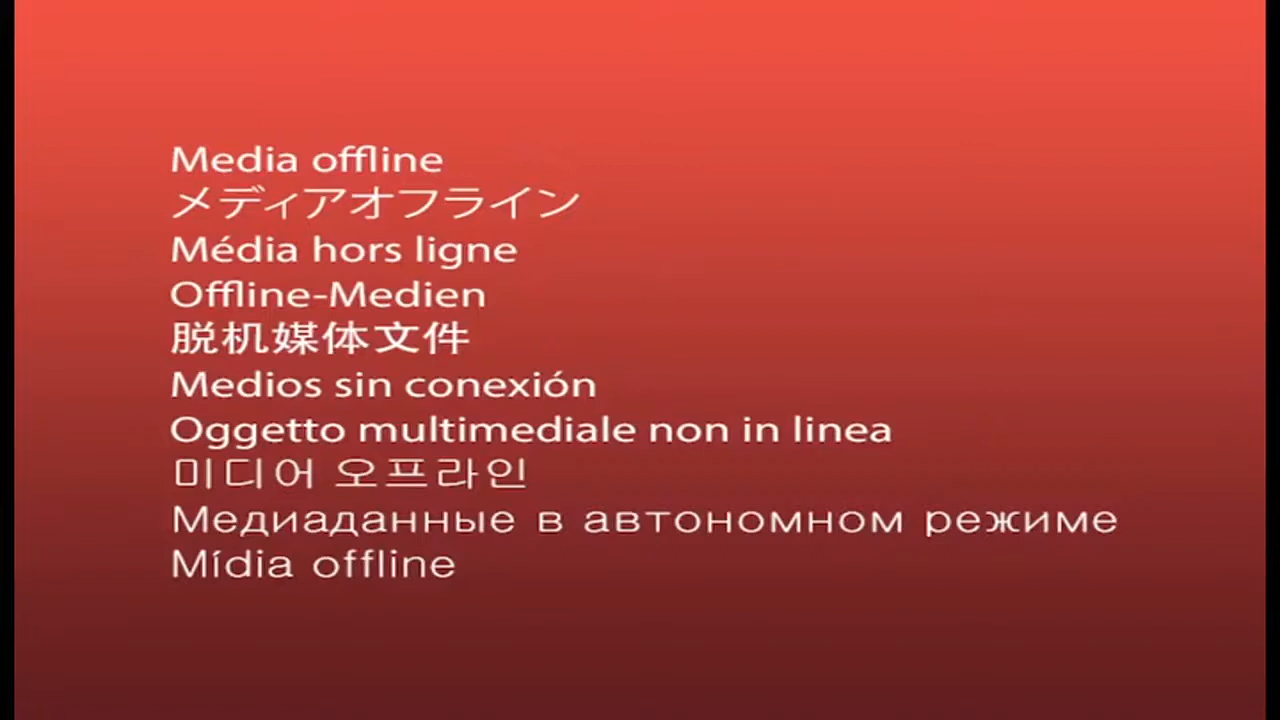 Media offline
メディアオフライン
Média hors ligne
Offline-Medien
脱机媒体文件
Medios sin conexión
Oggetto multimediale non in linea
미디어 오프라인
Медиаданные в автономном режиме
Mídia offline